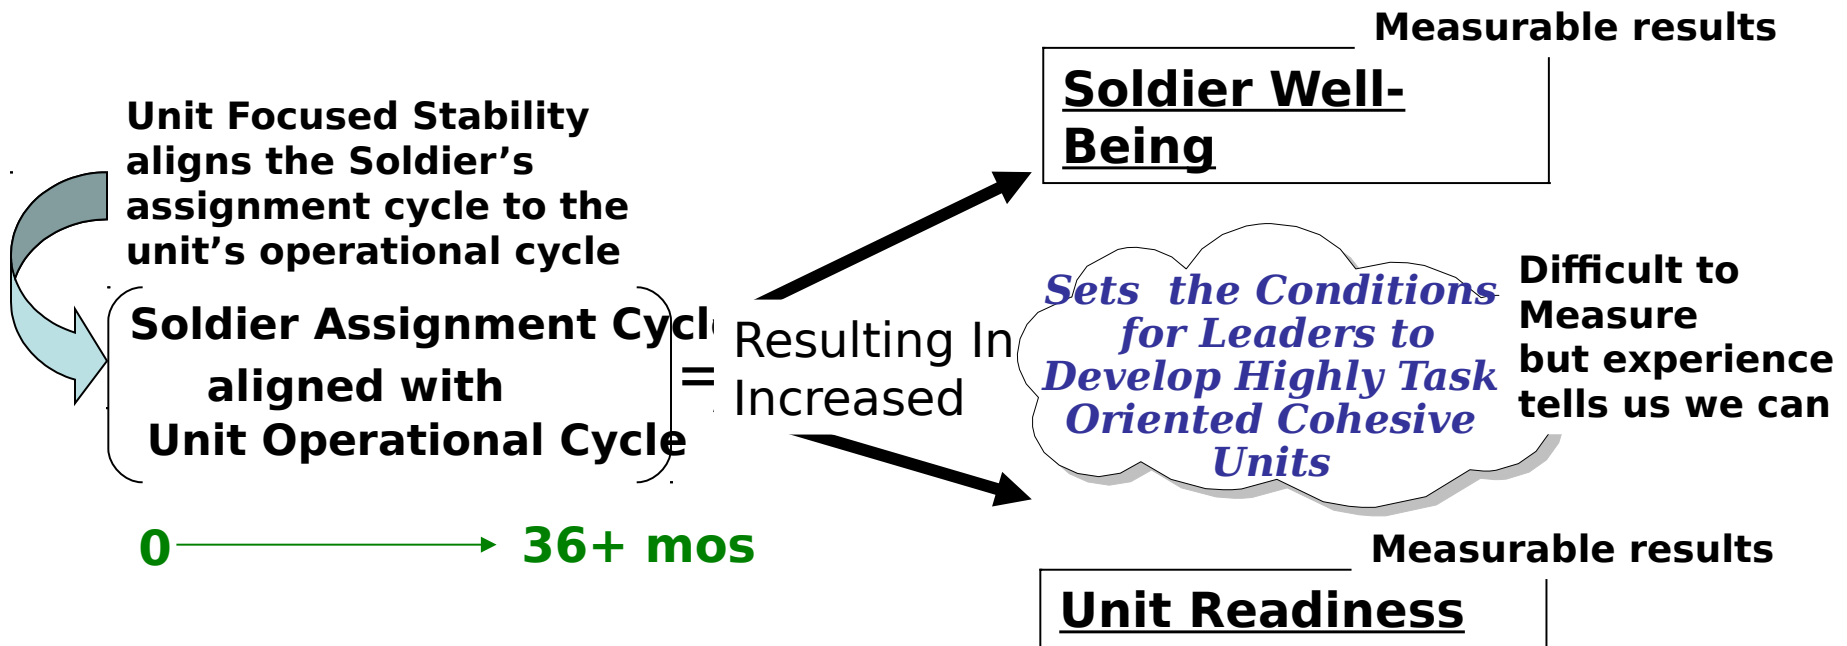 Measurable results
Soldier Well-
Being
Unit Focused Stability
aligns the Soldier’s
assignment cycle to the
unit’s operational cycle
Soldier Assignment Cycle
aligned with
Unit Operational Cycle
=
Resulting In
Increased
Sets the Conditions
for Leaders to
Develop Highly Task
Oriented Cohesive
Units
Difficult to
Measure
but experience
tells us we can
0
36+ mos
Measurable results
Unit Readiness